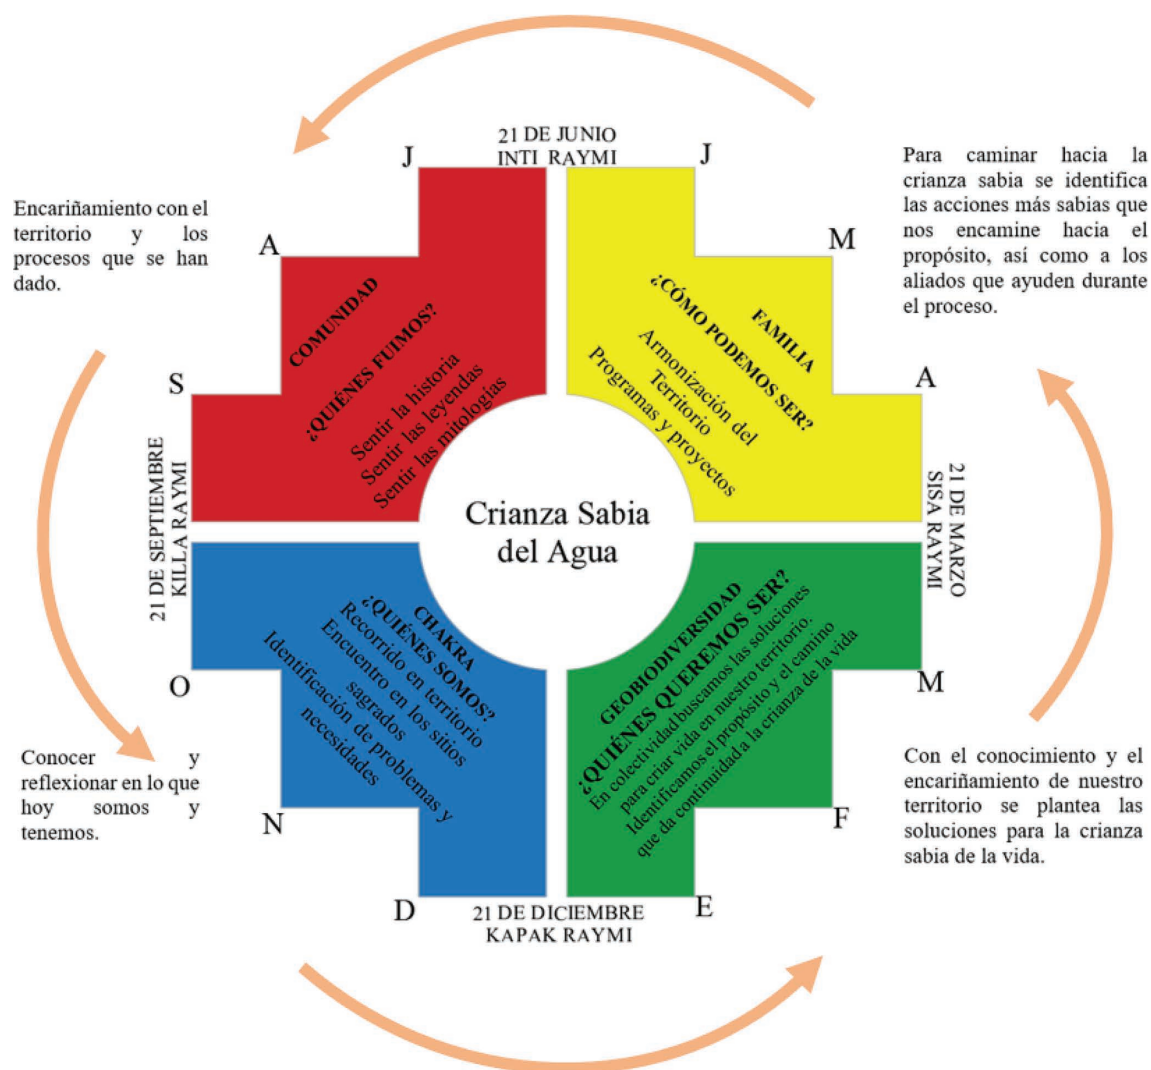 21 DE JUNIO
INTI RAYMI
J
J
A
M
S
A
Encariñamiento con el
territorio y los
procesos que se han
dado.
Para caminar hacia la
crianza sabia se identifica
las acciones más sabias que
nos encamine hacia el
propósito, así como a los
aliados que ayuden durante
el proceso.
COMUNIDAD
¿QUIÉNES FUIMOS?
Sentir la historia
Sentir las leyendas
Sentir las mitologías
FAMILIA
¿CÓMO PODEMOS SER?
Armonización del
Territorio
Programas y proyectos
21 DE SEPTIEMBRE
KILLA RAYMI
Crianza Sabia
del Agua
21 DE MARZO
SISA RAYMI
CHAKRA
¿QUIÉNES SOMOS?
Recorrido en territorio
Encuentro en los sitios
sagrados
Identificación de problemas y
necesidades
GEOBIODIVERSIDAD
¿QUIÉNES QUEREMOS SER?
En colectividad buscamos las soluciones
para criar vida en nuestro territorio.
Identificamos el propósito y el camino
que da continuidad a la crianza de la vida
O
M
Conocer y
reflexionar en lo que
hoy somos y
tenemos.
Con el conocimiento y el
encariñamiento de nuestro
territorio se plantea las
soluciones para la crianza
sabia de la vida.
N
F
D
E
21 DE DICIEMBRE
KAPAK RAYMI